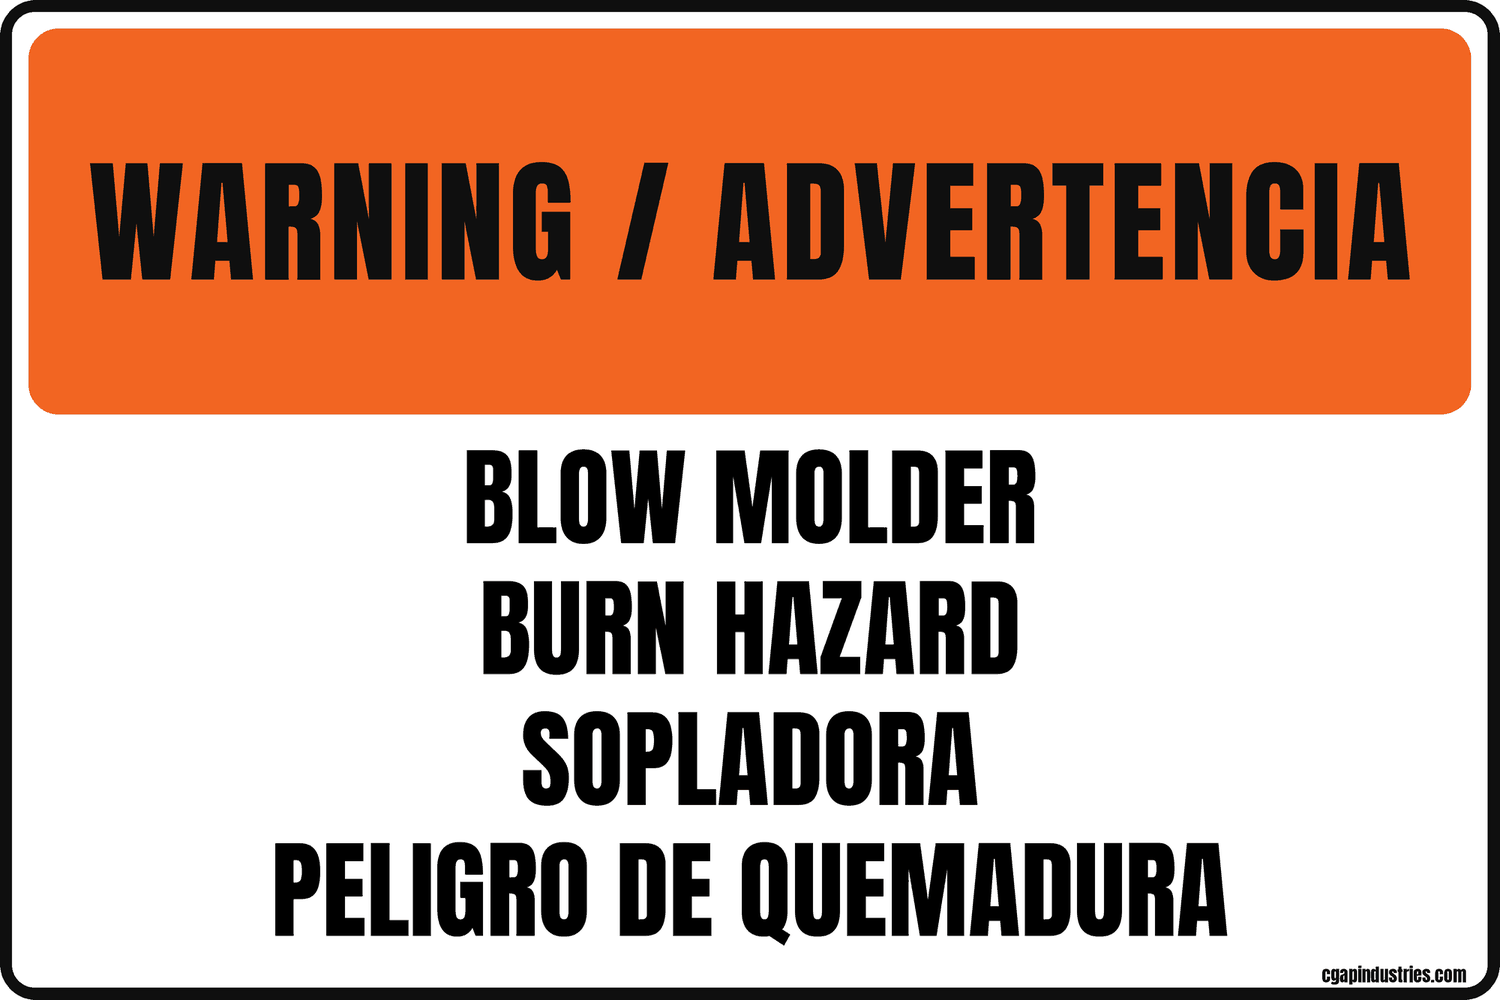 WARNING / ADVERTENCIA
BLOW MOLDER
BURN HAZARD
SOPLADORA
PELIGRO DE QUEMADURA
cgapindustries.com